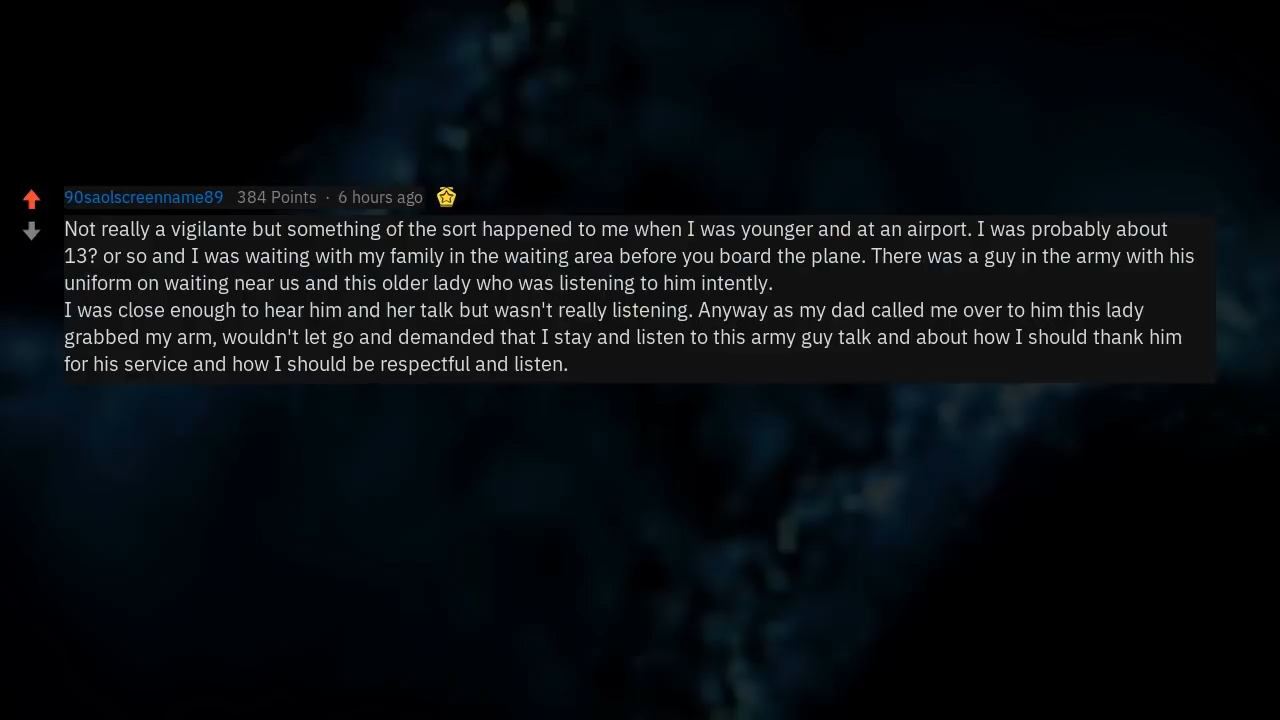 90saolscreenname89 384 Points · 6 hours ago
Not really a vigilante but something of the sort happened to me when I was younger and at an airport. I was probably about
13? or so and I was waiting with my family in the waiting area before you board the plane. There was a guy in the army with his
uniform on waiting near us and this older lady who was listening to him intently.
I was close enough to hear him and her talk but wasn't really listening. Anyway as my dad called me over to him this lady
grabbed my arm, wouldn't let go and demanded that I stay and listen to this army guy talk and about how I should thank him
for his service and how I should be respectful and listen.